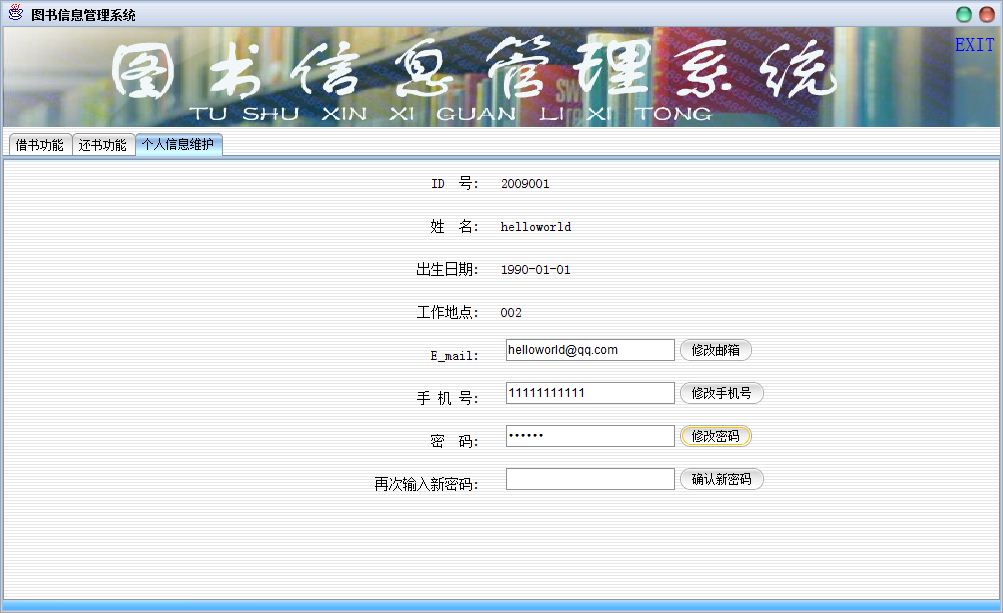 图书信息管理系统
EXIT
图书信息管理系统
TU SHU XIN XI GUAN LI XI TONG
借书功能 还书功能 个人信息维护
ID 号: 2009001
姓 名: helloworld
出生日期: 1990-01-01
工作地点: 002
E_mail: helloworld@qq.com 修改邮箱
手 机 号: 11111111111 修改手机号
密 码: •••••• 修改密码
再次输入新密码: 确认新密码